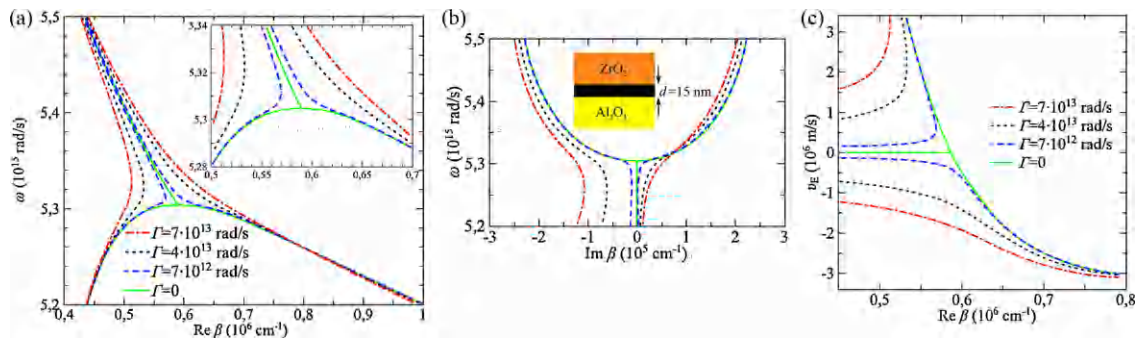 (a)
5,5
5,4
5,3
5,2
ω (10¹⁵ rad/s)
0,4 0,5 0,6 0,7 0,8 0,9 1
Re β (10⁶ cm⁻¹)
Γ=7·10¹³ rad/s
Γ=4·10¹³ rad/s
Γ=7·10¹² rad/s
Γ=0
5,34
5,32
5,3
5,28
0,5 0,55 0,6 0,65 0,7
(b)
5,5
5,4
5,3
5,2
ω (10¹⁵ rad/s)
ZrO₂
d=15 nm
Al₂O₃
-3 -2 -1 0 1 2 3
Im β (10⁵ cm⁻¹)
(c)
3
2
1
0
-1
-2
-3
υE (10⁶ m/s)
Γ=7·10¹³ rad/s
Γ=4·10¹³ rad/s
Γ=7·10¹² rad/s
Γ=0
0,5 0,6 0,7 0,8
Re β (10⁶ cm⁻¹)